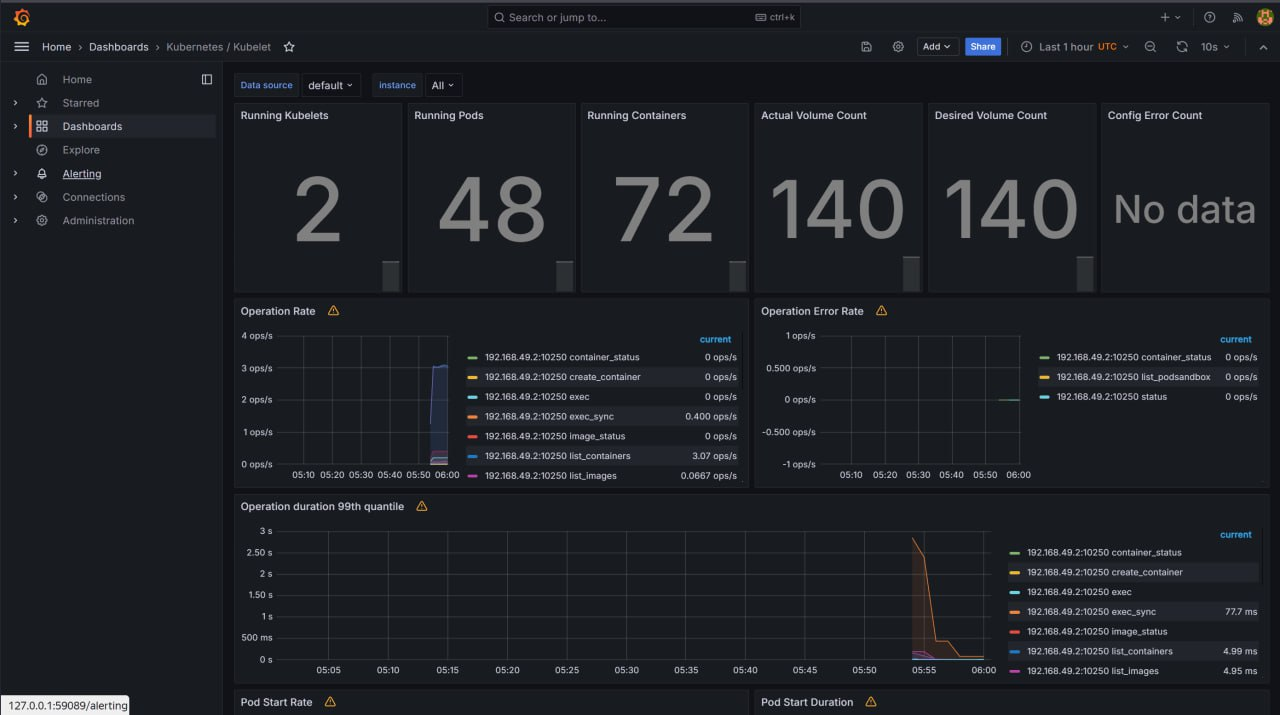 Search or jump to...
ctrl+k
Home › Dashboards › Kubernetes / Kubelet
Add
Share
Last 1 hour UTC
10s
Home
Starred
Dashboards
Explore
Alerting
Connections
Administration
Data source default
instance All
Running Kubelets
2
Running Pods
48
Running Containers
72
Actual Volume Count
140
Desired Volume Count
140
Config Error Count
No data
Operation Rate
4 ops/s
3 ops/s
2 ops/s
1 ops/s
0 ops/s
05:10 05:20 05:30 05:40 05:50 06:00
current
192.168.49.2:10250 container_status 0 ops/s
192.168.49.2:10250 create_container 0 ops/s
192.168.49.2:10250 exec 0 ops/s
192.168.49.2:10250 exec_sync 0.400 ops/s
192.168.49.2:10250 image_status 0 ops/s
192.168.49.2:10250 list_containers 3.07 ops/s
192.168.49.2:10250 list_images 0.0667 ops/s
Operation Error Rate
1 ops/s
0.500 ops/s
0 ops/s
-0.500 ops/s
-1 ops/s
05:10 05:20 05:30 05:40 05:50 06:00
current
192.168.49.2:10250 container_status 0 ops/s
192.168.49.2:10250 list_podsandbox 0 ops/s
192.168.49.2:10250 status 0 ops/s
Operation duration 99th quantile
3 s
2.50 s
2 s
1.50 s
1 s
500 ms
0 s
05:05 05:10 05:15 05:20 05:25 05:30 05:35 05:40 05:45 05:50 05:55 06:00
current
192.168.49.2:10250 container_status
192.168.49.2:10250 create_container
192.168.49.2:10250 exec
192.168.49.2:10250 exec_sync 77.7 ms
192.168.49.2:10250 image_status
192.168.49.2:10250 list_containers 4.99 ms
192.168.49.2:10250 list_images 4.95 ms
Pod Start Rate
Pod Start Duration
127.0.0.1:59089/alerting